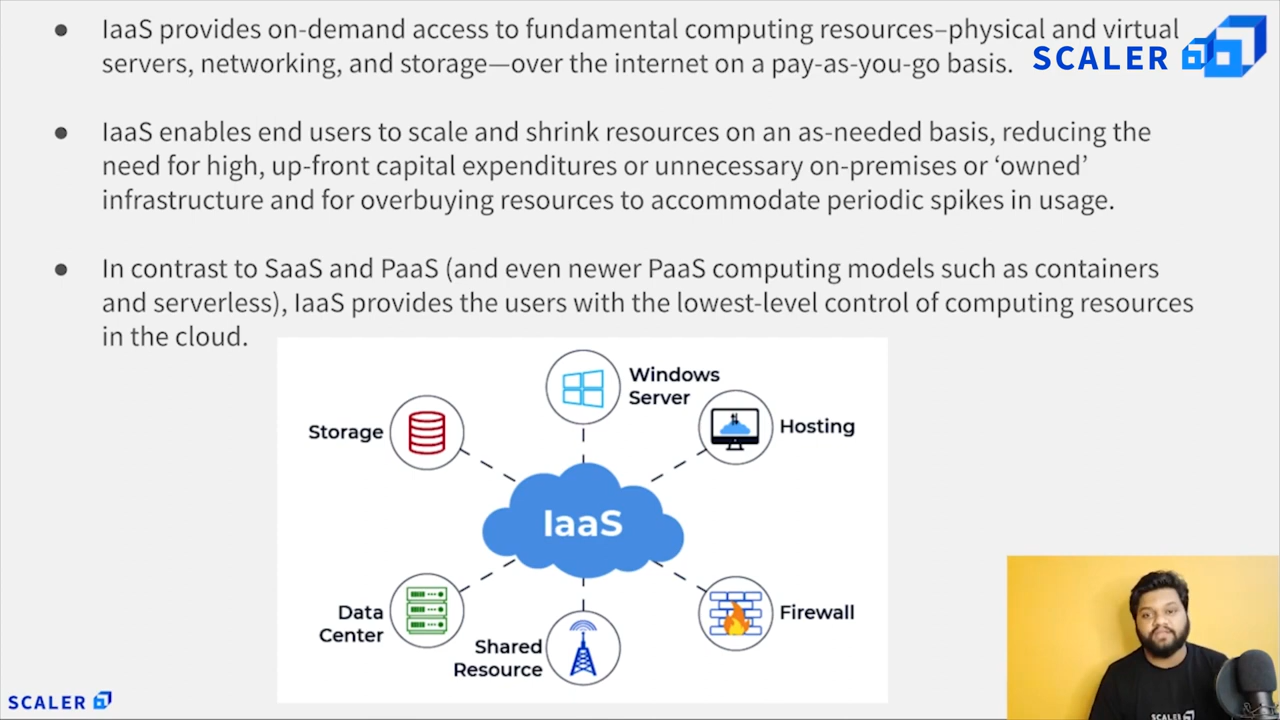 IaaS provides on-demand access to fundamental computing resources–physical and virtual
servers, networking, and storage—over the internet on a pay-as-you-go basis.
SCALER
IaaS enables end users to scale and shrink resources on an as-needed basis, reducing the
need for high, up-front capital expenditures or unnecessary on-premises or ‘owned’
infrastructure and for overbuying resources to accommodate periodic spikes in usage.
In contrast to SaaS and PaaS (and even newer PaaS computing models such as containers
and serverless), IaaS provides the users with the lowest-level control of computing resources
in the cloud.
Windows
Server
Storage
Hosting
IaaS
Data
Center
Shared
Resource
Firewall
SCALER
SCALER